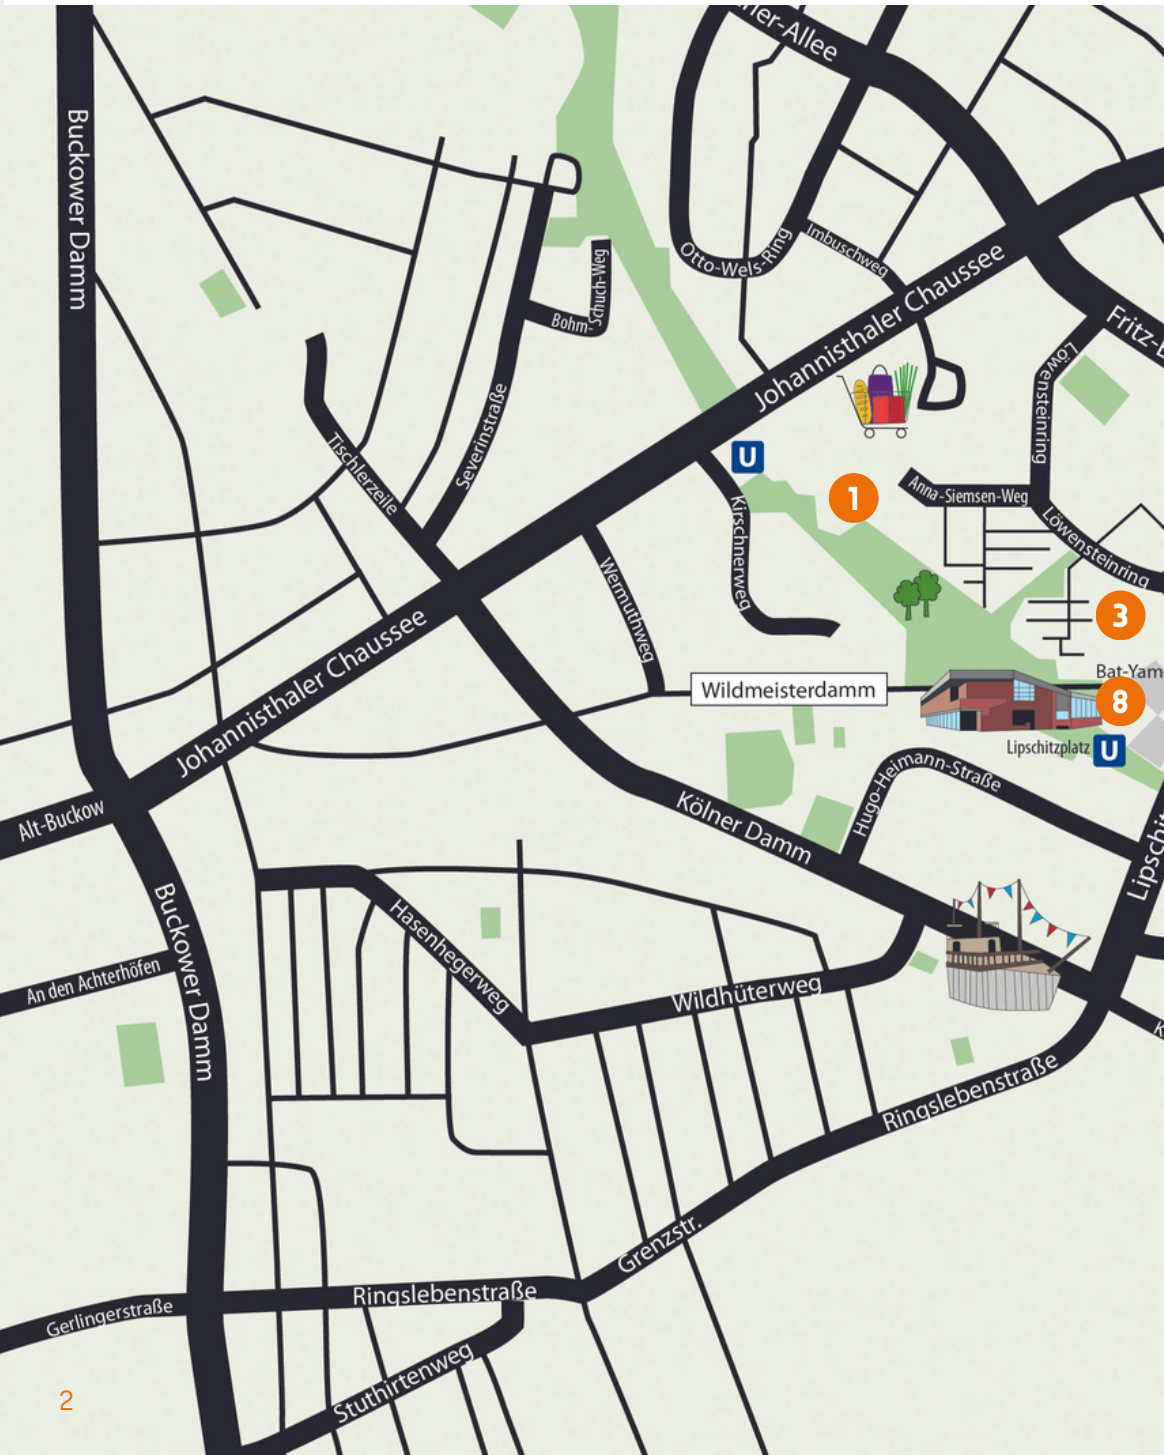 ner-Allee
Buckower Damm
Otto-Wels-Ring
Imbuschweg
Johannisthaler Chaussee
Bohm-
Schuch-Weg
Fritz-E
Löwensteinring
Severinstraße
Tischlerzeile
U
1
Anna-Siemsen-Weg
Kirschnerweg
Löwensteinring
Wermuthweg
3
Johannisthaler Chaussee
Bat-Yam
Wildmeisterdamm
8
Lipschitzplatz
U
Hugo-Heimann-Straße
Alt-Buckow
Kölner Damm
Lipschit
Buckower Damm
Hasenhegerweg
An den Achterhöfen
Wildhüterweg
K
Ringslebenstraße
Grenzstr.
Ringslebenstraße
Gerlingerstraße
Stuthirtenweg
2